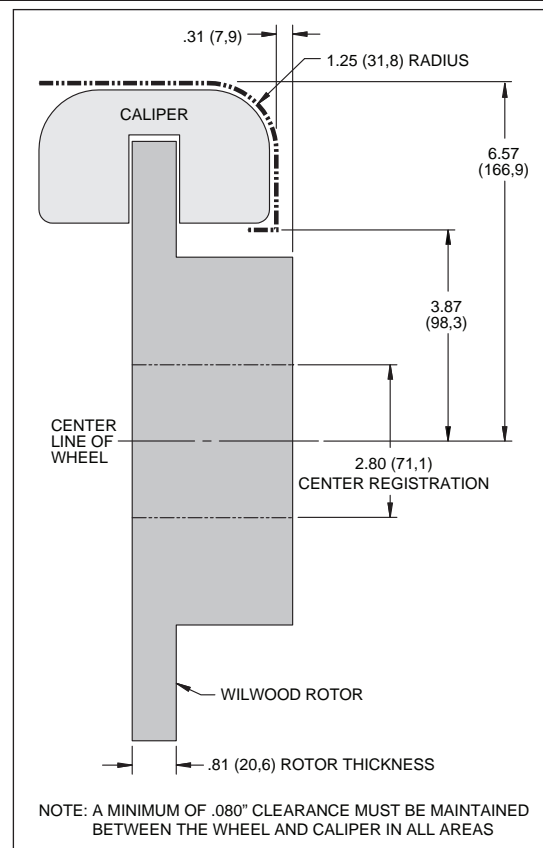 .31 (7,9)
1.25 (31,8) RADIUS
CALIPER
6.57
(166,9)
3.87
(98,3)
CENTER
LINE OF
WHEEL
2.80 (71,1)
CENTER REGISTRATION
WILWOOD ROTOR
.81 (20,6) ROTOR THICKNESS
NOTE: A MINIMUM OF .080" CLEARANCE MUST BE MAINTAINED
BETWEEN THE WHEEL AND CALIPER IN ALL AREAS